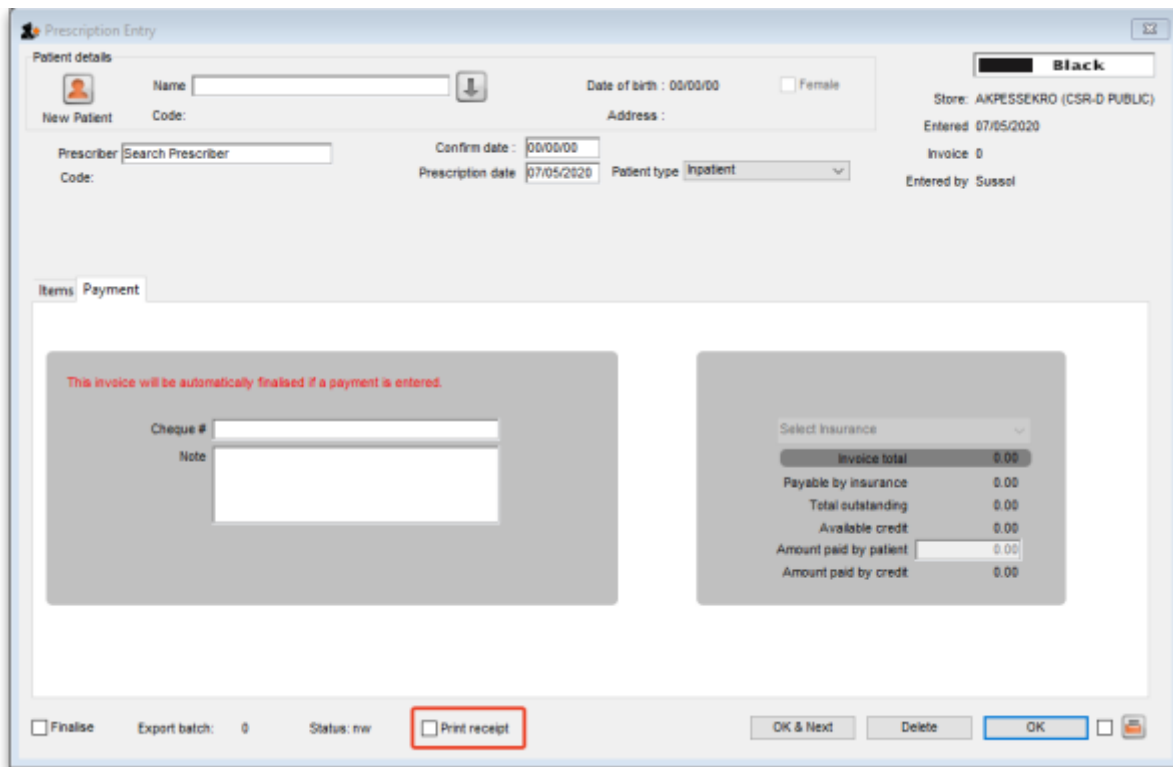 Prescription Entry
Patient details
Black
Name
Date of birth : 00/00/00
Female
Store: AKPESSEKRO (CSR-D PUBLIC)
New Patient
Code:
Address :
Entered 07/05/2020
Prescriber Search Prescriber
Confirm date : 00/00/00
Invoice 0
Code:
Prescription date 07/05/2020
Patient type Inpatient
Entered by Sussol
Items
Payment
This invoice will be automatically finalised if a payment is entered.
Cheque #
Note
Select Insurance
Invoice total 0.00
Payable by insurance 0.00
Total outstanding 0.00
Available credit 0.00
Amount paid by patient 0.00
Amount paid by credit 0.00
Finalise
Export batch: 0
Status: nw
Print receipt
OK & Next
Delete
OK